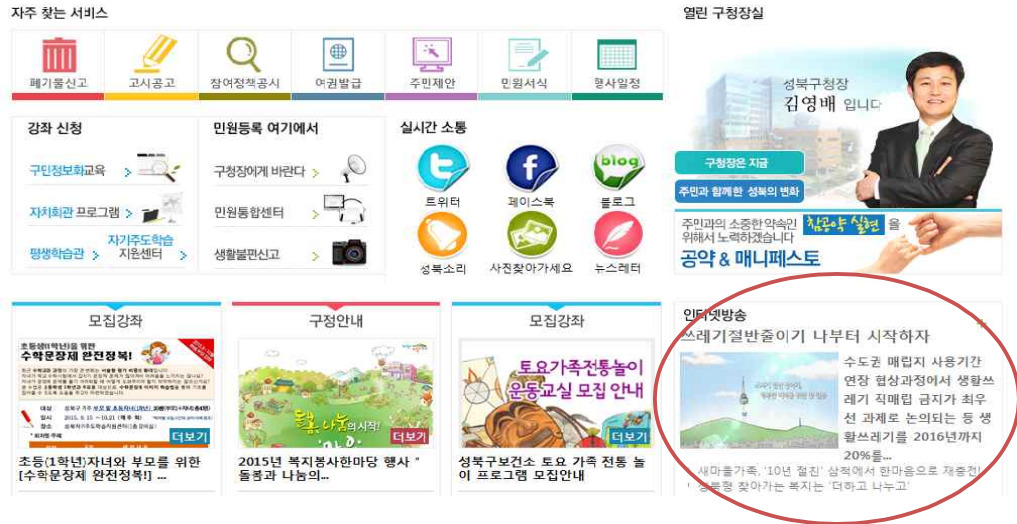 자주 찾는 서비스
폐기물신고
고시공고
참여정책공시
여권발급
주민제안
민원서식
행사일정
강좌 신청
구민정보화교육
자치회관 프로그램
평생학습관
자기주도학습
지원센터
민원등록 여기에서
구청장에게 바란다
민원통합센터
생활불편신고
실시간 소통
blog
트위터
페이스북
블로그
성북소리
사진찾아가세요
뉴스레터
열린 구청장실
성북구청장
김영배 입니다
구청장은 지금
주민과 함께한 성북의 변화
주민과의 소중한 약속인 참공약 실현 을
위해서 노력하겠습니다
공약 & 매니페스토
모집강좌
초등생(1학년)을 위한
수학문장제 완전정복!
대상
일시 2015. 9. 15
장소
더보기
초등(1학년)자녀와 부모를 위한
[수학문장제 완전정복!] ...
구정안내
돌봄, 나눔의 시작!
더보기
2015년 복지봉사한마당 행사 "
돌봄과 나눔의...
모집강좌
토요가족전통놀이
운동교실 모집 안내
더보기
성북구보건소 토요 가족 전통 놀
이 프로그램 모집안내
인터넷방송
쓰레기절반줄이기 나부터 시작하자
수도권 매립지 사용기간
연장 협상과정에서 생활쓰
레기 직매립 금지가 최우
선 과제로 논의되는 등 생
활쓰레기를 2016년까지
20%를...
새마을가족, '10년 절친' 삼척에서 한마음으로 재충전!
성북형 찾아가는 복지는 '더하고 나누고'